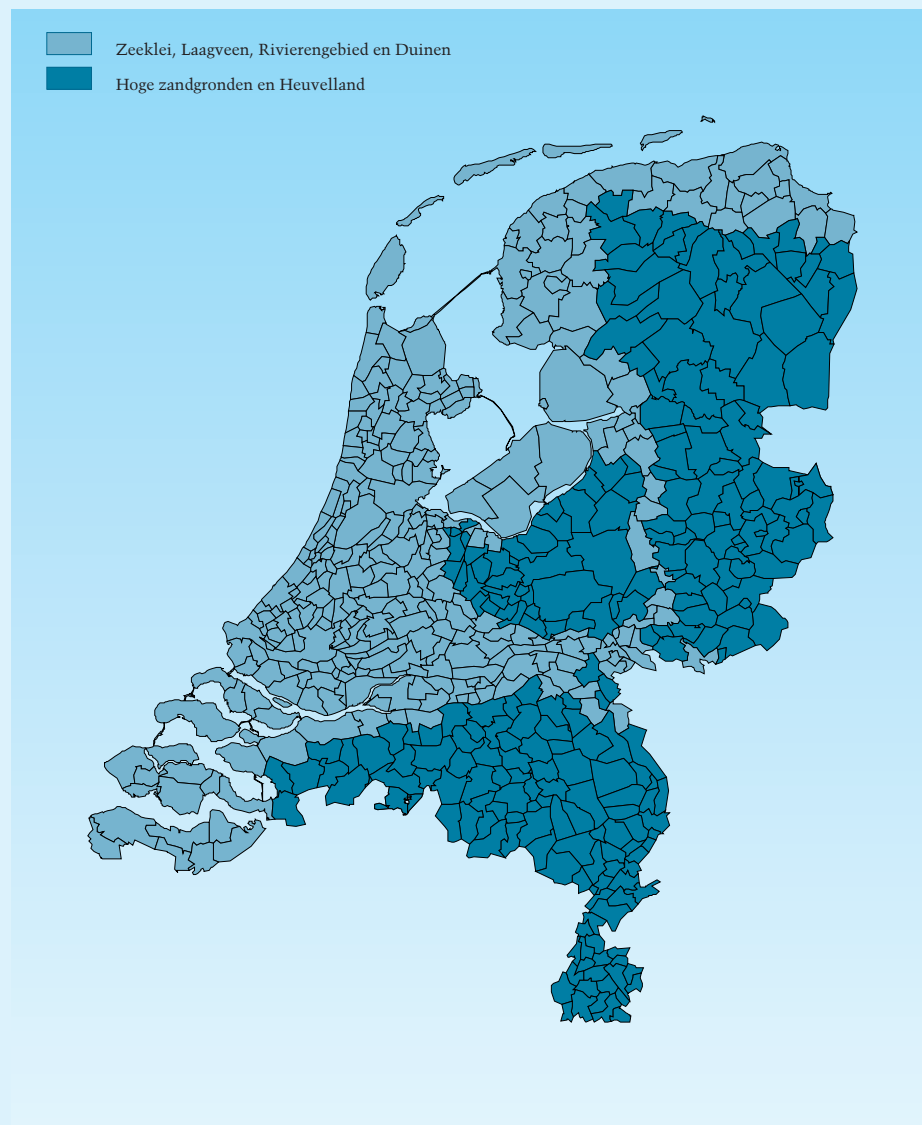 Zeeklei, Laagveen, Rivierengebied en Duinen
Hoge zandgronden en Heuvelland